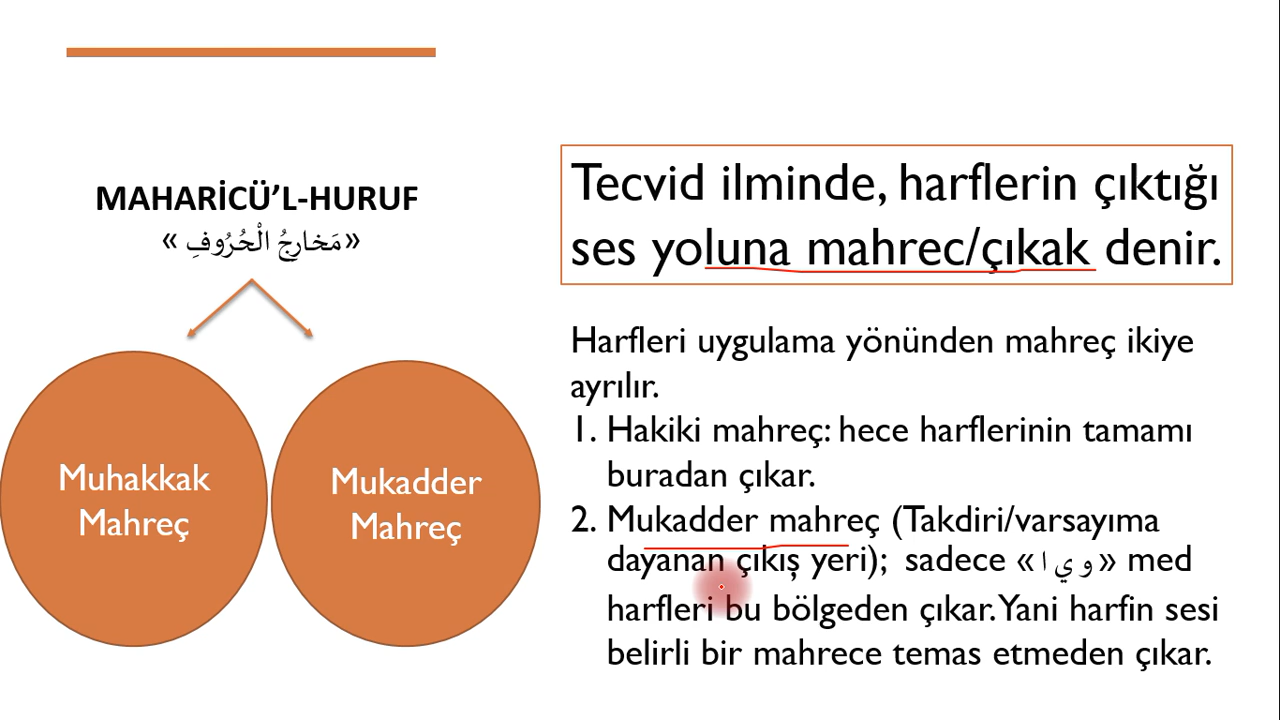 MAHARİCÜ’L-HURUF
«مَخارِجُ الْحُرُوفِ »
Muhakkak
Mahreç
Mukadder
Mahreç
Tecvid ilminde, harflerin çıktığı
ses yoluna mahrec/çıkak denir.
Harfleri uygulama yönünden mahreç ikiye
ayrılır.
1. Hakiki mahreç: hece harflerinin tamamı
buradan çıkar.
2. Mukadder mahreç (Takdiri/varsayıma
dayanan çıkış yeri); sadece «و ي ا » med
harfleri bu bölgeden çıkar. Yani harfin sesi
belirli bir mahrece temas etmeden çıkar.